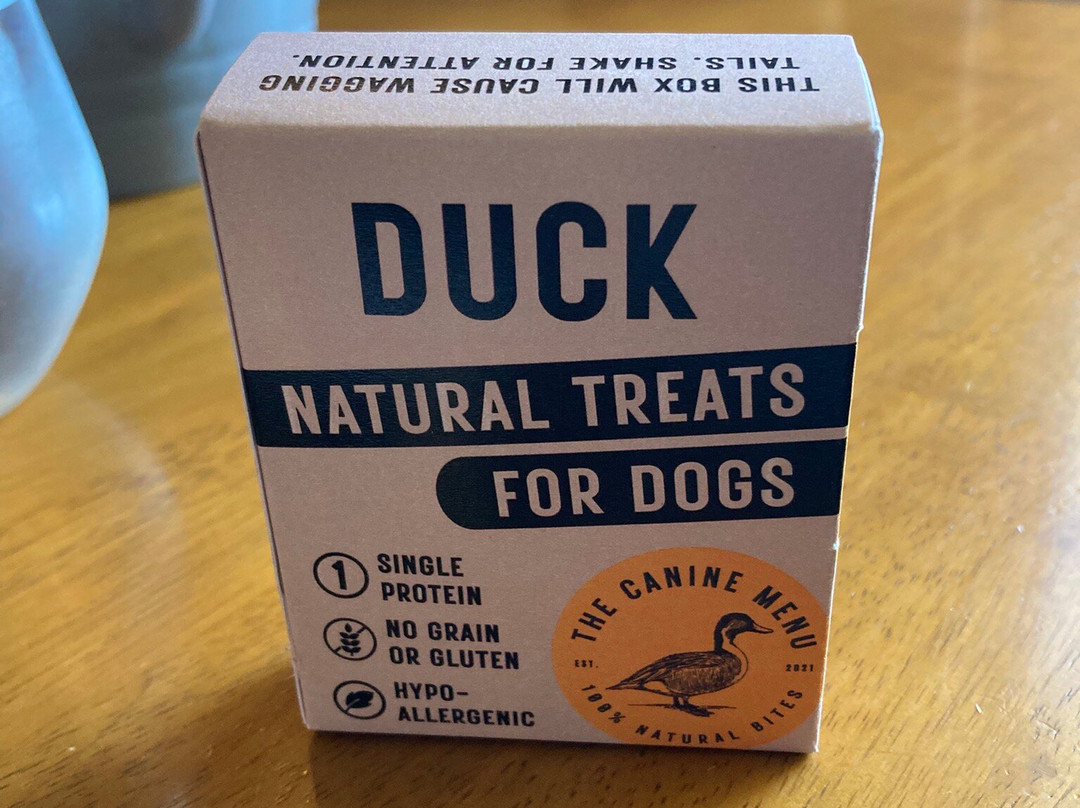 THIS BOX WILL CAUSE WAGGING
TAILS. SHAKE FOR ATTENTION.
DUCK
NATURAL TREATS
FOR DOGS
1 SINGLE
PROTEIN
NO GRAIN
OR GLUTEN
HYPO-
ALLERGENIC
THE CANINE MENU
EST. 2021
100% NATURAL BITES